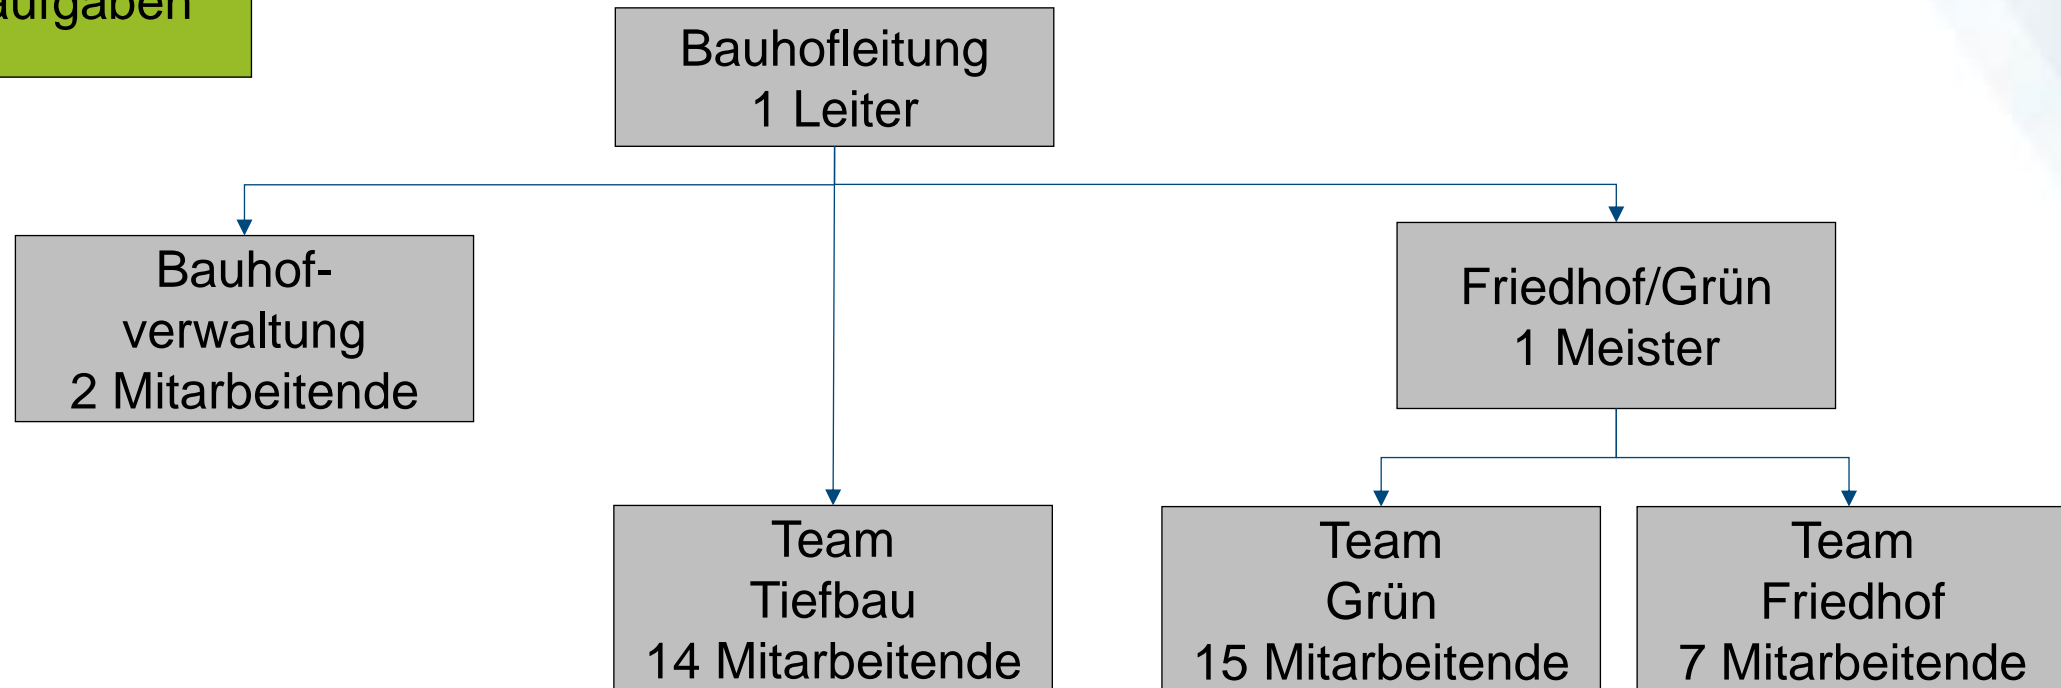 aufgaben
Bauhofleitung
1 Leiter
Bauhof-
verwaltung
2 Mitarbeitende
Friedhof/Grün
1 Meister
Team
Tiefbau
14 Mitarbeitende
Team
Grün
15 Mitarbeitende
Team
Friedhof
7 Mitarbeitende